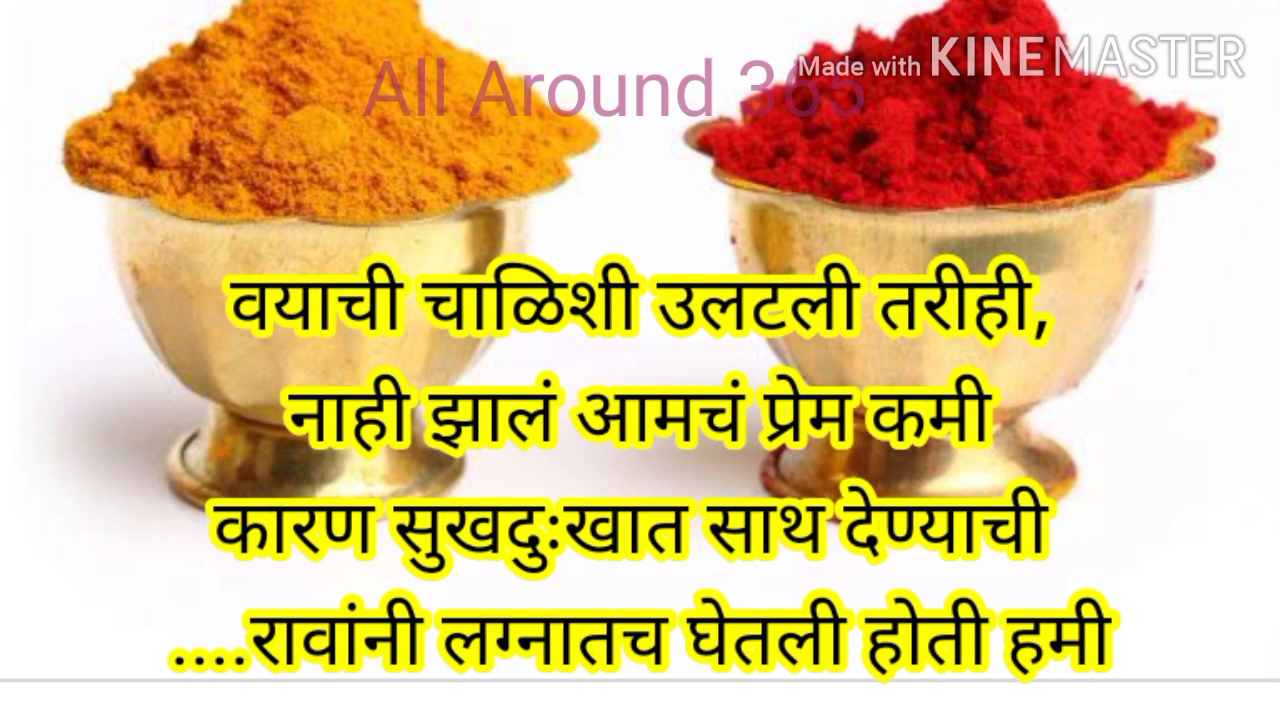 All Around 365
Made with KINEMASTER
वयाची चाळिशी उलटली तरीही,
नाही झालं आमचं प्रेम कमी
कारण सुखदुःखात साथ देण्याची
....रावांनी लग्नातच घेतली होती हमी